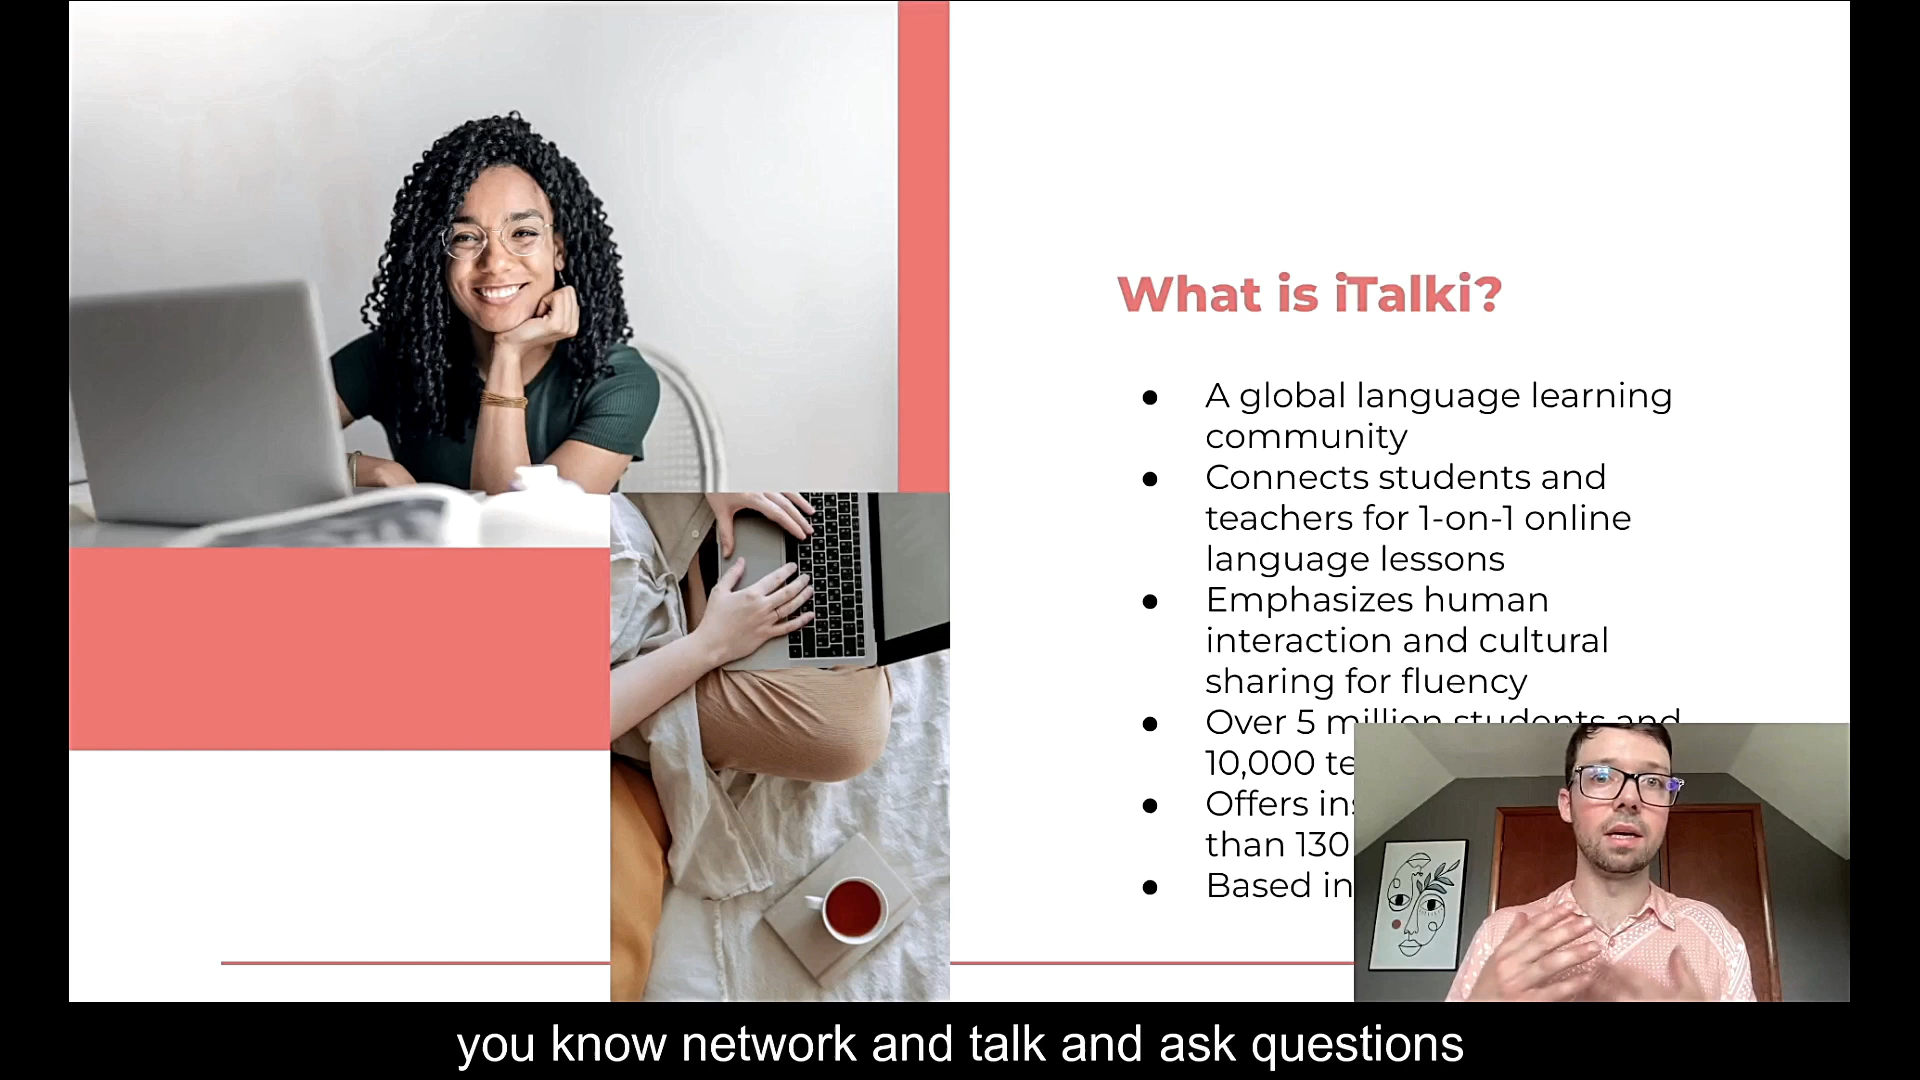 What is iTalki?
● A global language learning
community
● Connects students and
teachers for 1-on-1 online
language lessons
● Emphasizes human
interaction and cultural
sharing for fluency
● Over 5 million students and
10,000
● Offers
than 130
● Based in
you know network and talk and ask questions